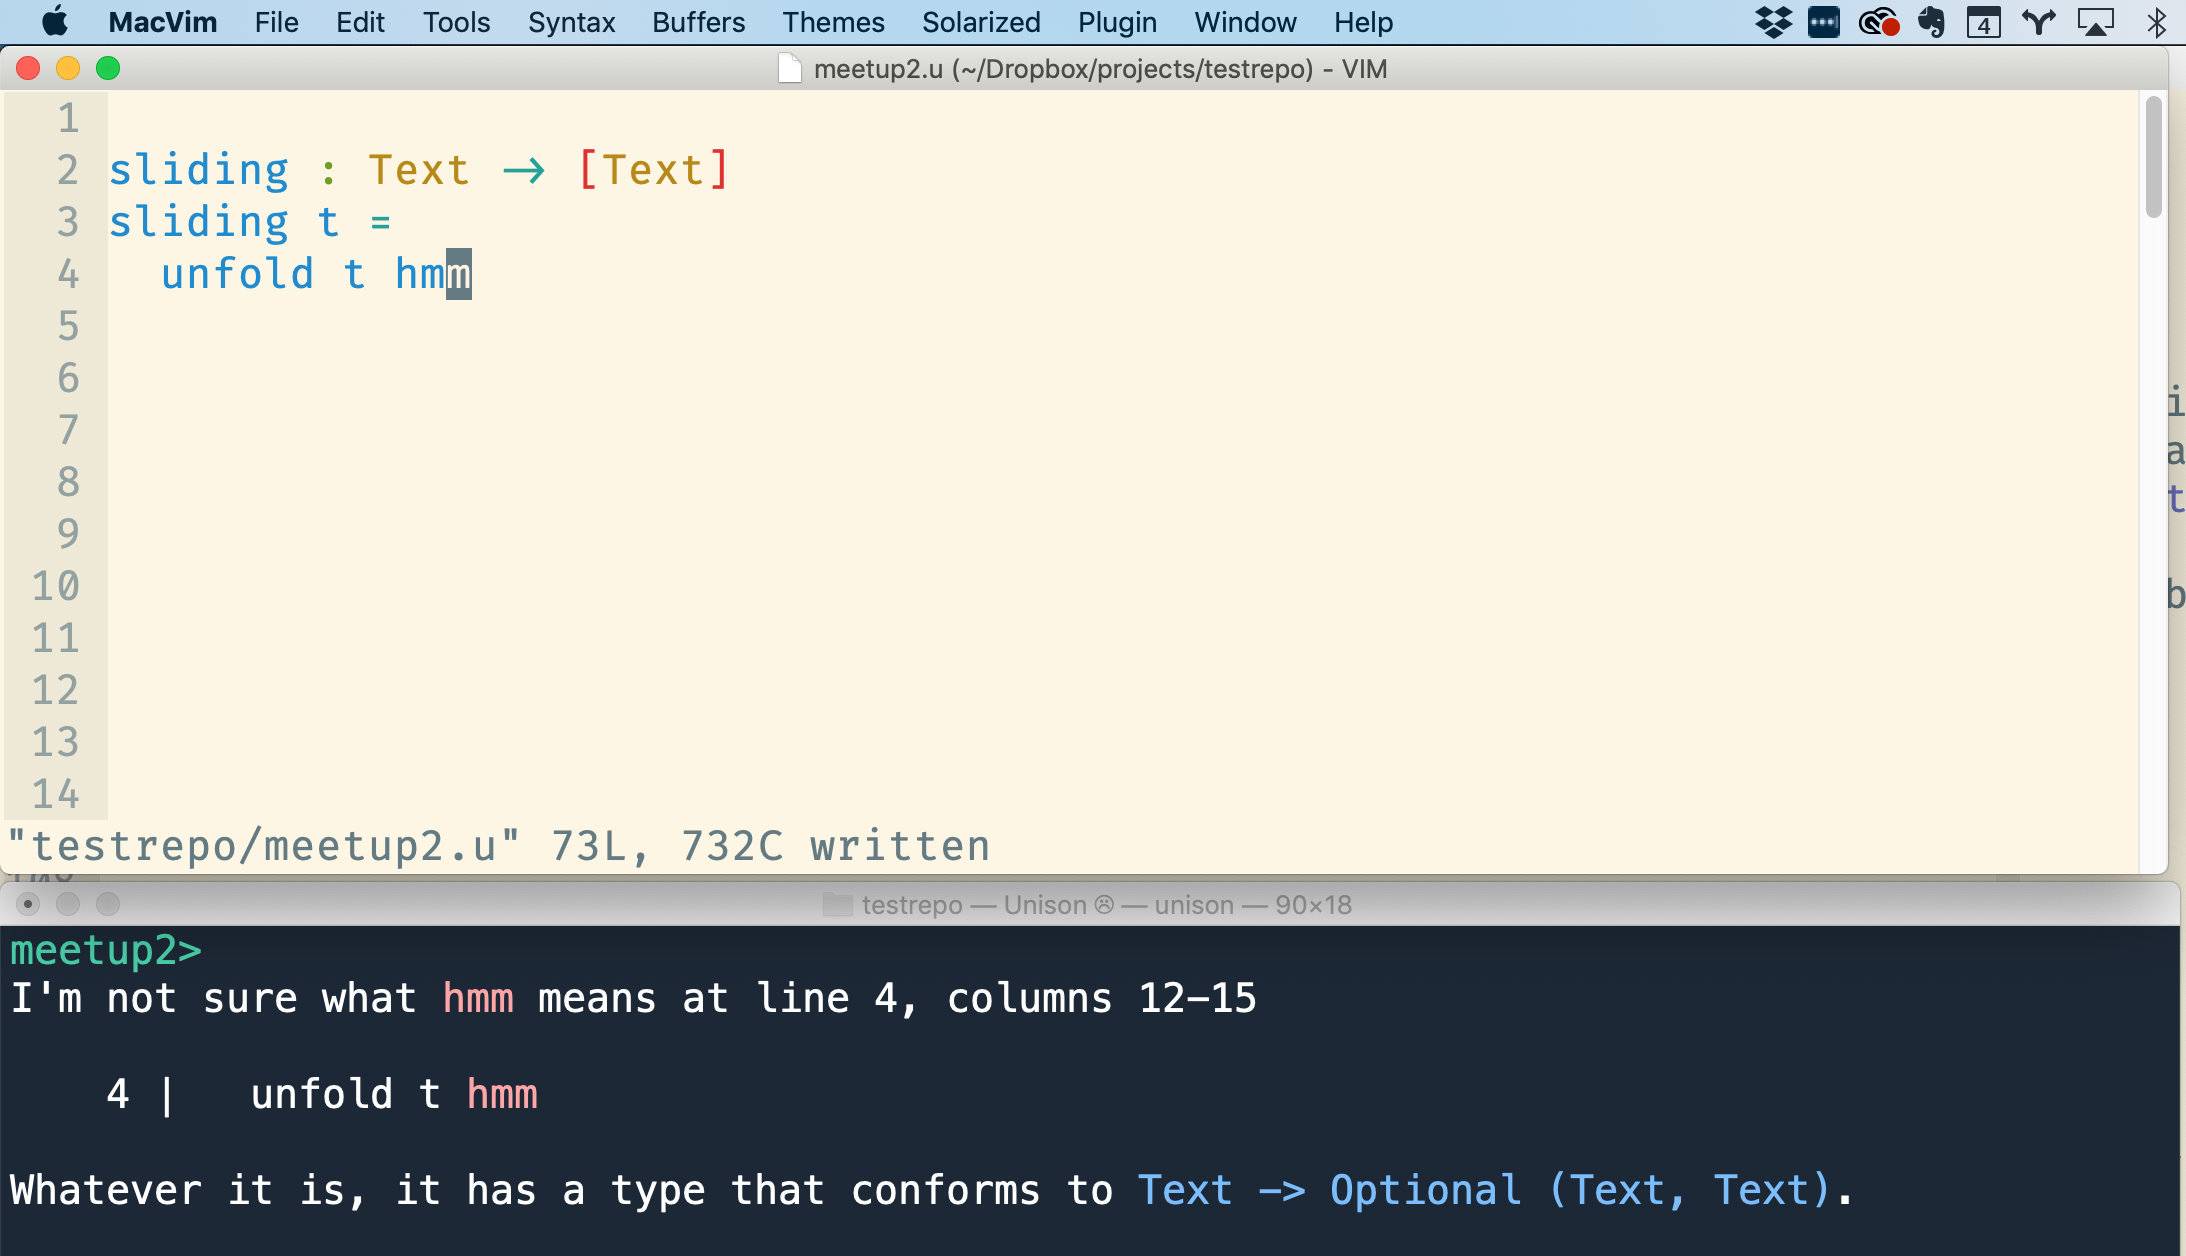 MacVim File Edit Tools Syntax Buffers Themes Solarized Plugin Window Help 4
meetup2.u (~/Dropbox/projects/testrepo) - VIM
1
2 sliding : Text → [Text]
3 sliding t =
4   unfold t hmm
5
6
7
8
9
10
11
12
13
14
"testrepo/meetup2.u" 73L, 732C written
i
a
t
b
testrepo — Unison ☹ — unison — 90×18
meetup2>
I'm not sure what hmm means at line 4, columns 12-15
4 |   unfold t hmm
Whatever it is, it has a type that conforms to Text -> Optional (Text, Text).